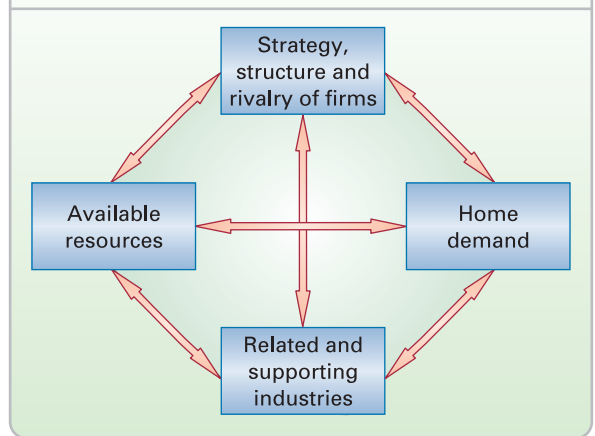 Strategy,
structure and
rivalry of firms
Available
resources
Home
demand
Related and
supporting
industries